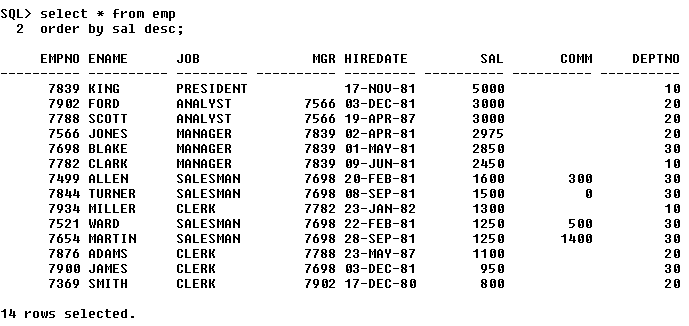 SQL> select * from emp
  2  order by sal desc;
     EMPNO ENAME      JOB              MGR HIREDATE         SAL       COMM     DEPTNO
---------- ---------- --------- ---------- --------- ---------- ---------- ----------
      7839 KING       PRESIDENT            17-NOV-81       5000                    10
      7902 FORD       ANALYST         7566 03-DEC-81       3000                    20
      7788 SCOTT      ANALYST         7566 19-APR-87       3000                    20
      7566 JONES      MANAGER         7839 02-APR-81       2975                    20
      7698 BLAKE      MANAGER         7839 01-MAY-81       2850                    30
      7782 CLARK      MANAGER         7839 09-JUN-81       2450                    10
      7499 ALLEN      SALESMAN        7698 20-FEB-81       1600        300         30
      7844 TURNER     SALESMAN        7698 08-SEP-81       1500          0         30
      7934 MILLER     CLERK           7782 23-JAN-82       1300                    10
      7521 WARD       SALESMAN        7698 22-FEB-81       1250        500         30
      7654 MARTIN     SALESMAN        7698 28-SEP-81       1250       1400         30
      7876 ADAMS      CLERK           7788 23-MAY-87       1100                    20
      7900 JAMES      CLERK           7698 03-DEC-81        950                    30
      7369 SMITH      CLERK           7902 17-DEC-80        800                    20
14 rows selected.